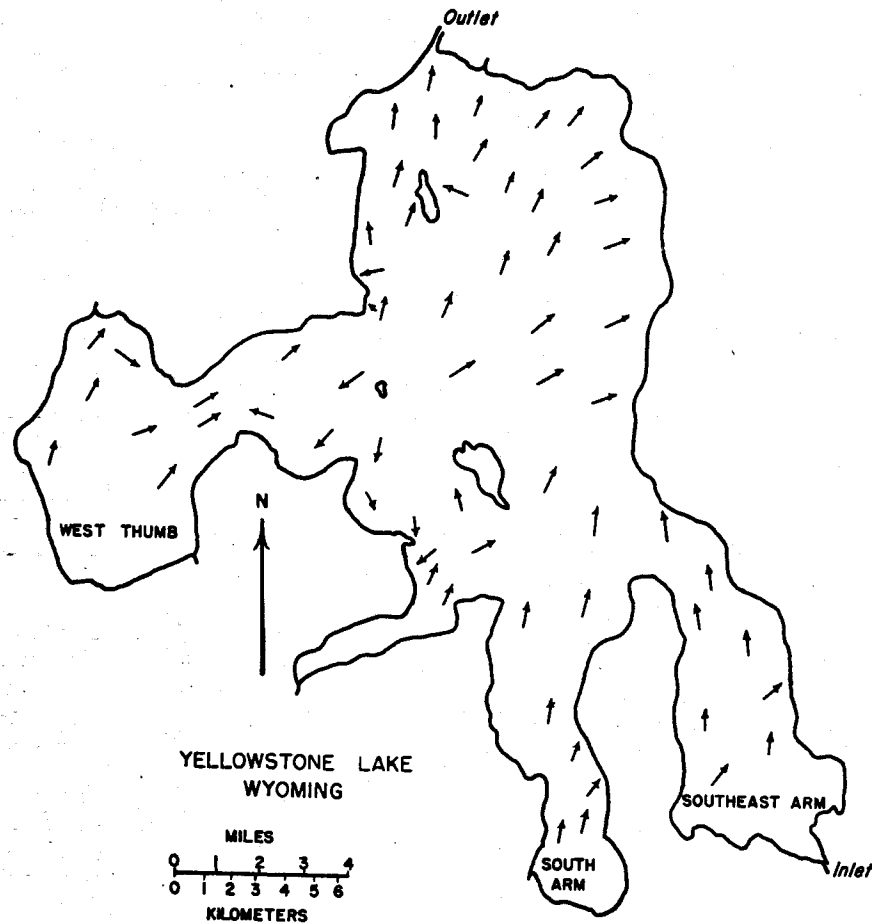 Outlet
WEST THUMB
N
YELLOWSTONE LAKE
WYOMING
MILES
0 1 2 3 4
0 1 2 3 4 5 6
KILOMETERS
SOUTHEAST ARM
SOUTH
ARM
Inlet